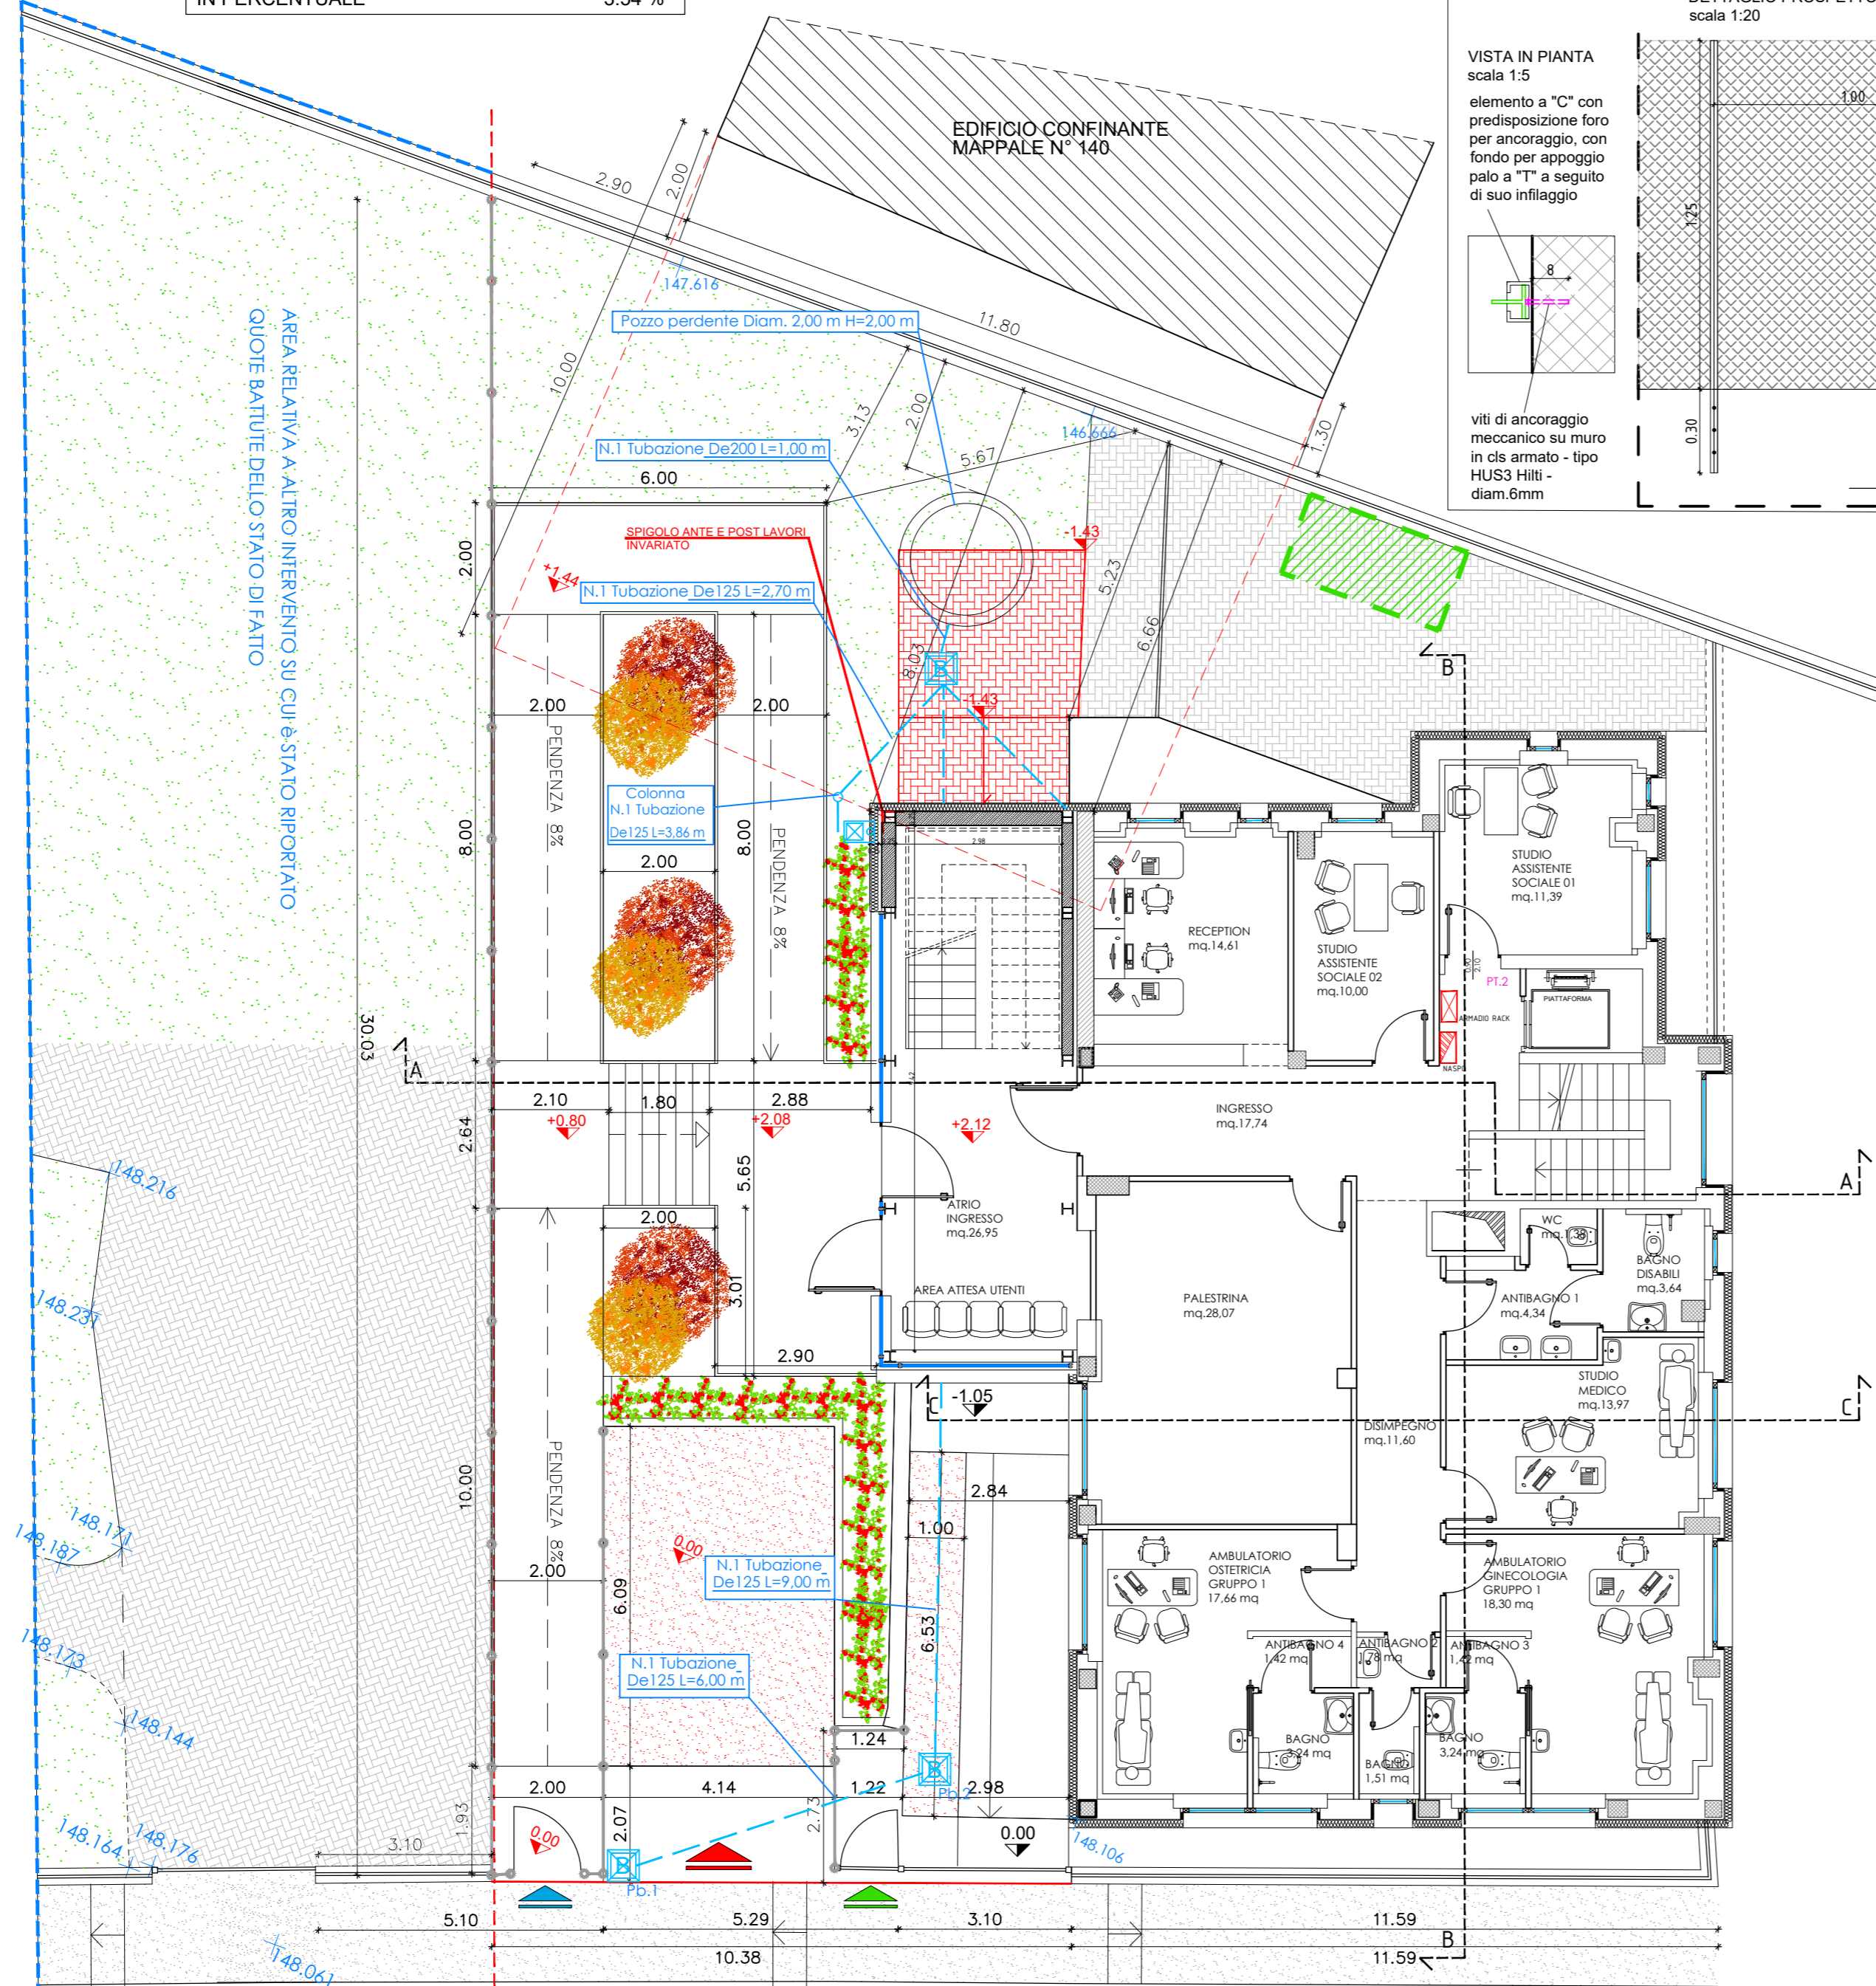 IN PERCENTUALE 3.54 %
scala 1:20
VISTA IN PIANTA
scala 1:5
elemento a "C" con
predisposizione foro
per ancoraggio, con
fondo per appoggio
palo a "T" a seguito
di suo infilaggio
8
viti di ancoraggio
meccanico su muro
in cls armato - tipo
HUS3 Hilti -
diam.6mm
1.00
1.25
0.30
EDIFICIO CONFINANTE
MAPPALE N° 140
2.90
2.00
147.616
11.80
10.00
Pozzo perdente Diam. 2,00 m H=2,00 m
3.13
2.00
146.666
1.30
N.1 Tubazione De200 L=1,00 m
5.67
6.00
SPIGOLO ANTE E POST LAVORI
INVARIATO
-1.43
2.00
+1.44
N.1 Tubazione De125 L=2,70 m
5.23
6.66
8.03
B
-1.43
AREA RELATIVA A ALTRO INTERVENTO SU CUI è STATO RIPORTATO
QUOTE BATTUTE DELLO STATO DI FATTO
30.03
2.00
2.00
PENDENZA 8%
8.00
8.00
PENDENZA 8%
Colonna
N.1 Tubazione
De125 L=3,86 m
2.00
2.98
B
STUDIO
ASSISTENTE
SOCIALE 01
mq.11,39
RECEPTION
mq.14,61
STUDIO
ASSISTENTE
SOCIALE 02
mq.10,00
2.10
PT.2
PIATTAFORMA
ARMADIO RACK
NASPO
A
2.10
1.80
2.88
+0.80
+2.08
+2.12
INGRESSO
mq.17,74
2.64
5.65
A
148.216
2.00
ATRIO
INGRESSO
mq.26,95
WC
BAGNO
DISABILI
mq.3,64
148.231
3.01
AREA ATTESA UTENTI
PALESTRINA
mq.28,07
ANTIBAGNO 1
mq.4,34
2.90
STUDIO
MEDICO
mq.13,97
C
-1.05
C
DISIMPEGNO
mq.11,60
PENDENZA 8%
10.00
2.84
1.00
148.171
148.187
0.00
N.1 Tubazione
De125 L=9,00 m
2.00
6.09
6.53
AMBULATORIO
OSTETRICIA
GRUPPO 1
17,66 mq
AMBULATORIO
GINECOLOGIA
GRUPPO 1
18,30 mq
148.173
N.1 Tubazione
De125 L=6,00 m
ANTIBAGNO 4
1,42 mq
ANTIBAGNO 2
1,78 mq
ANTIBAGNO 3
1,42 mq
148.144
1.24
BAGNO
3,24 mq
BAGNO
1,51 mq
BAGNO
3,24 mq
B
Pb.2
2.00
4.14
1.22
2.98
1.93
2.07
2.73
148.164
148.176
3.10
0.00
0.00
148.106
B
Pb.1
5.10
5.29
3.10
11.59
10.38
11.59
B
148.061